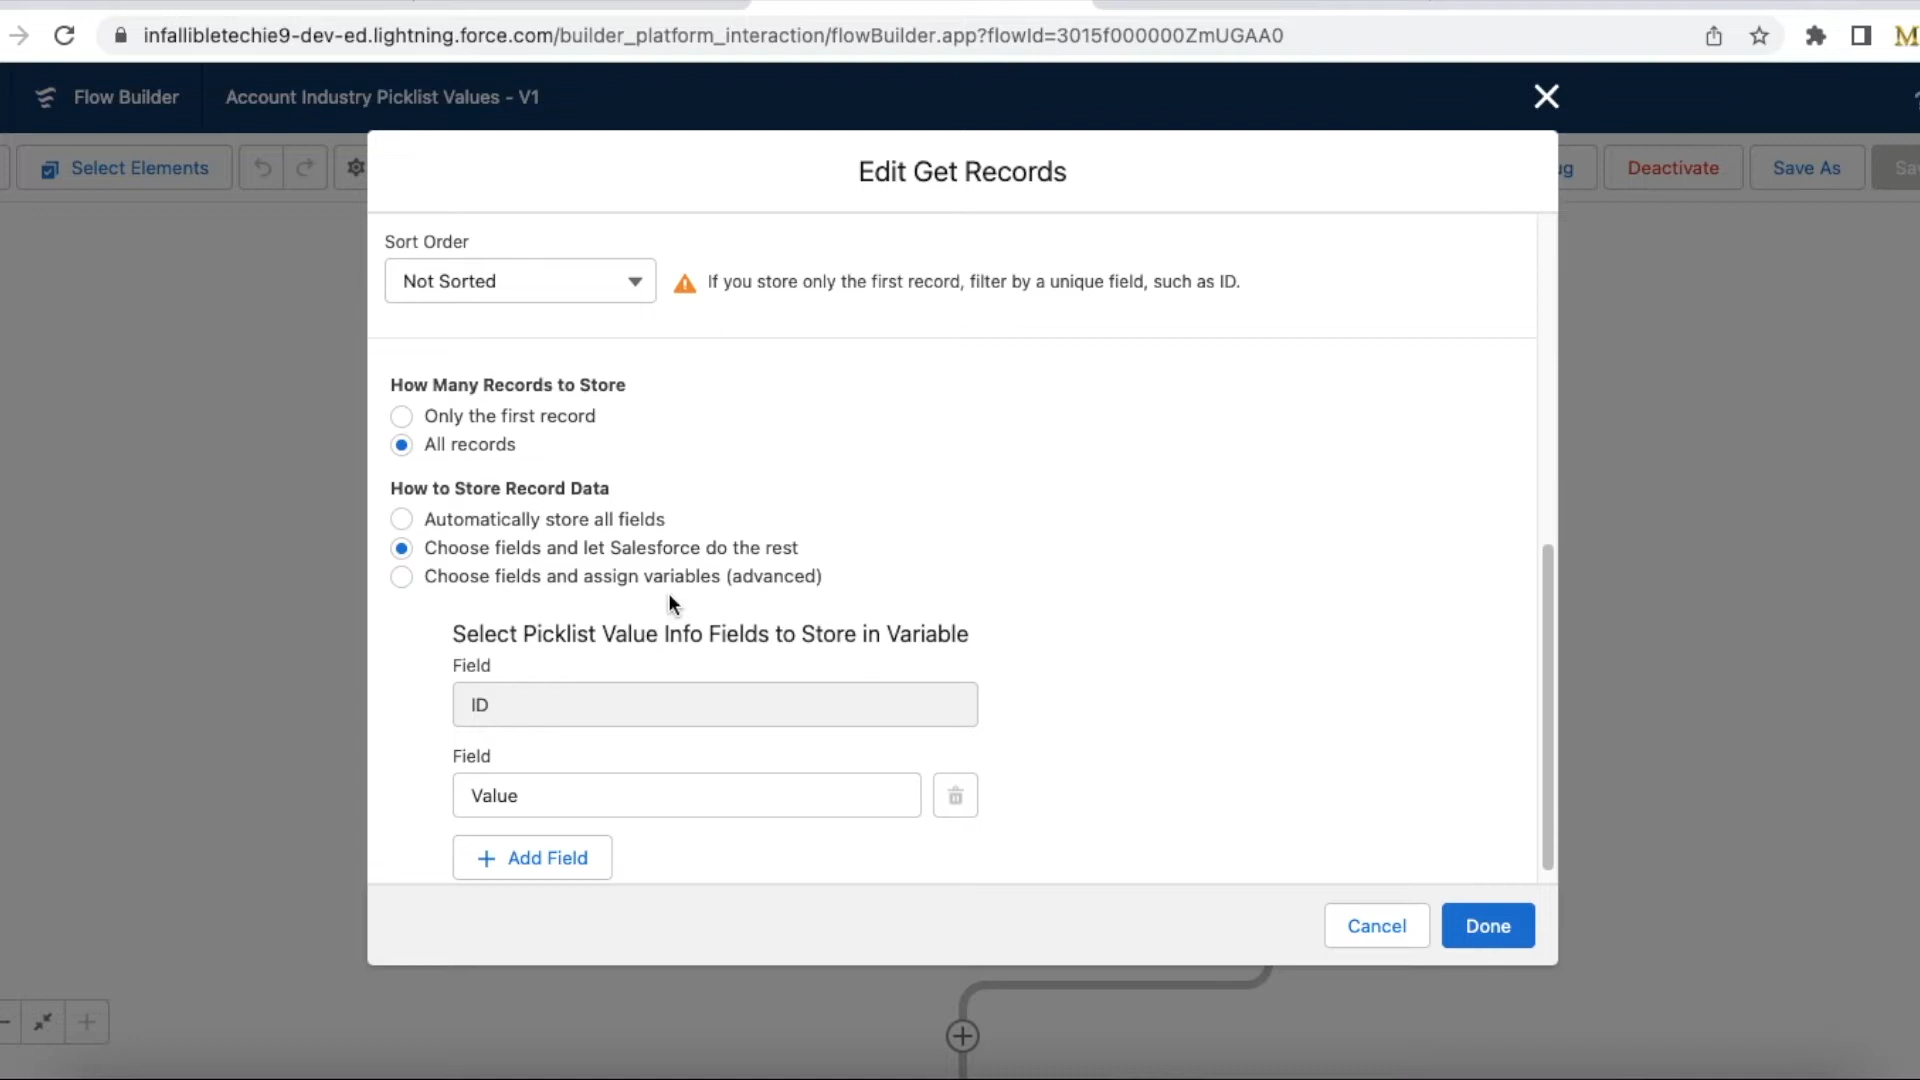 infallibletechie9-dev-ed.lightning.force.com/builder_platform_interaction/flowBuilder.app?flowId=3015f000000ZmUGAA0
M
Flow Builder
Account Industry Picklist Values - V1
Select Elements
Deactivate
Save As
Edit Get Records
Sort Order
Not Sorted
If you store only the first record, filter by a unique field, such as ID.
How Many Records to Store
Only the first record
All records
How to Store Record Data
Automatically store all fields
Choose fields and let Salesforce do the rest
Choose fields and assign variables (advanced)
Select Picklist Value Info Fields to Store in Variable
Field
ID
Field
Value
+ Add Field
Cancel
Done